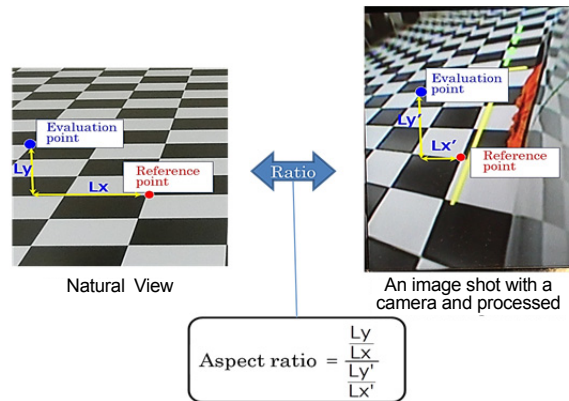 Evaluation
point
Ly
Lx
Reference
point
Natural View
Ratio
Evaluation
point
Ly'
Lx'
Reference
point
An image shot with a
camera and processed
Aspect ratio = 
Ly
Lx
Ly'
Lx'